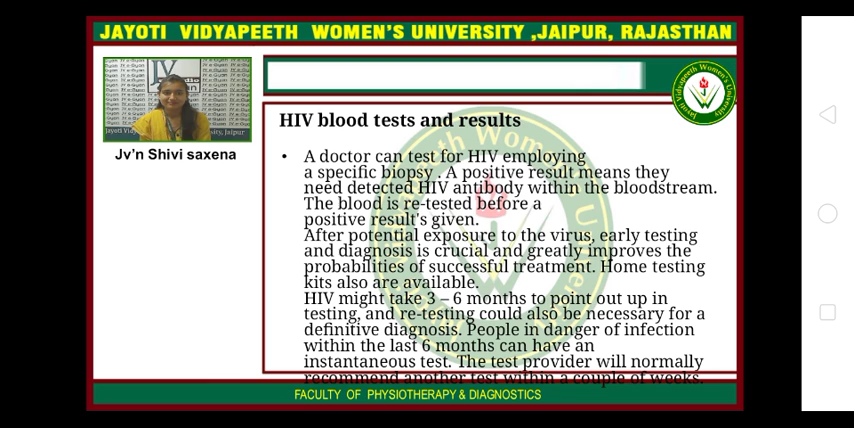 JAYOTI VIDYAPEETH WOMEN'S UNIVERSITY ,JAIPUR, RAJASTHAN
Jv'n Shivi saxena
HIV blood tests and results
• A doctor can test for HIV employing
a specific biopsy . A positive result means they
need detected HIV antibody within the bloodstream.
The blood is re-tested before a
positive result's given.
After potential exposure to the virus, early testing
and diagnosis is crucial and greatly improves the
probabilities of successful treatment. Home testing
kits also are available.
HIV might take 3 – 6 months to point out up in
testing, and re-testing could also be necessary for a
definitive diagnosis. People in danger of infection
within the last 6 months can have an
instantaneous test. The test provider will normally
recommend another test within a couple of weeks.
FACULTY OF PHYSIOTHERAPY & DIAGNOSTICS